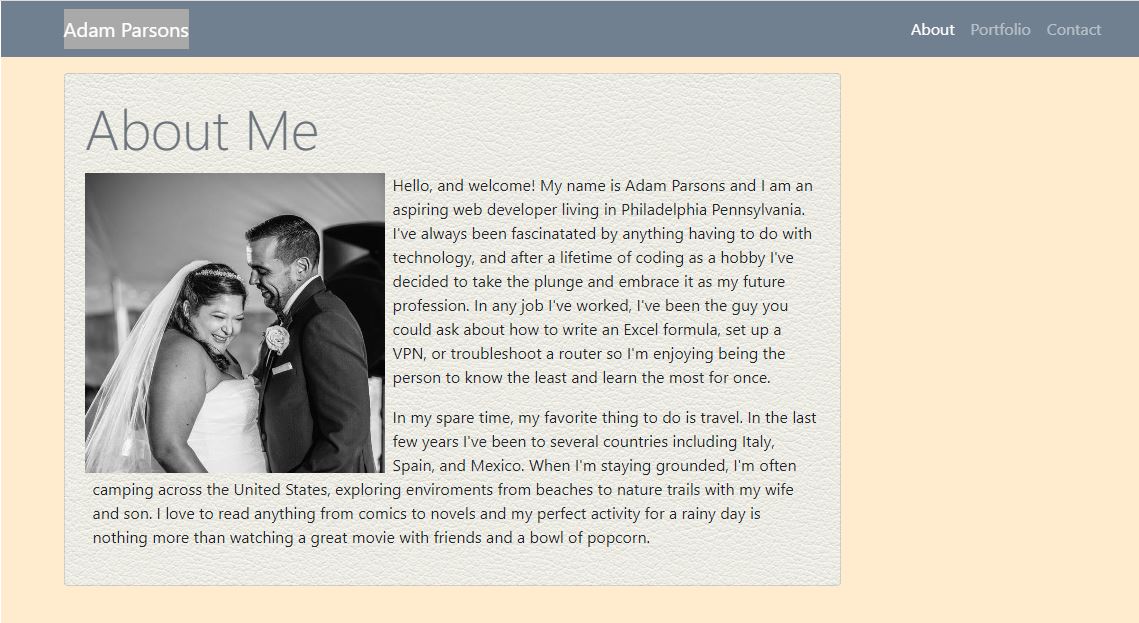 Adam Parsons
About Portfolio Contact
About Me
Hello, and welcome! My name is Adam Parsons and I am an
aspiring web developer living in Philadelphia Pennsylvania.
I've always been fascinatated by anything having to do with
technology, and after a lifetime of coding as a hobby I've
decided to take the plunge and embrace it as my future
profession. In any job I've worked, I've been the guy you
could ask about how to write an Excel formula, set up a
VPN, or troubleshoot a router so I'm enjoying being the
person to know the least and learn the most for once.
In my spare time, my favorite thing to do is travel. In the last
few years I've been to several countries including Italy,
Spain, and Mexico. When I'm staying grounded, I'm often
camping across the United States, exploring enviroments from beaches to nature trails with my wife
and son. I love to read anything from comics to novels and my perfect activity for a rainy day is
nothing more than watching a great movie with friends and a bowl of popcorn.